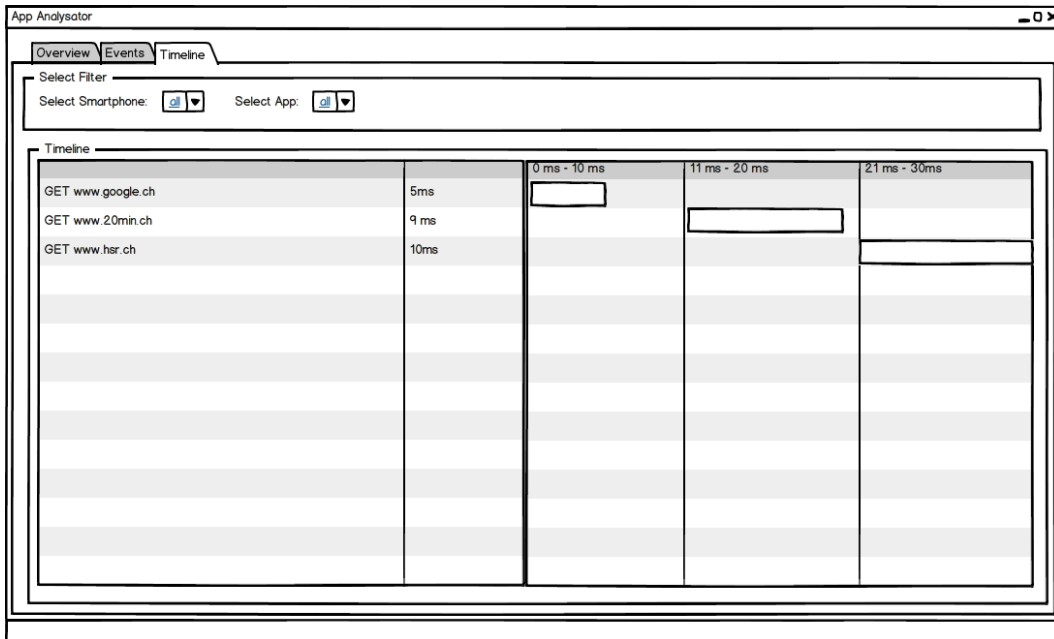 App Analysator
Overview Events Timeline
Select Filter
Select Smartphone: all Select App: all
Timeline
0 ms - 10 ms 11 ms - 20 ms 21 ms - 30ms
GET www.google.ch 5ms
GET www.20min.ch 9 ms
GET www.hsr.ch 10ms